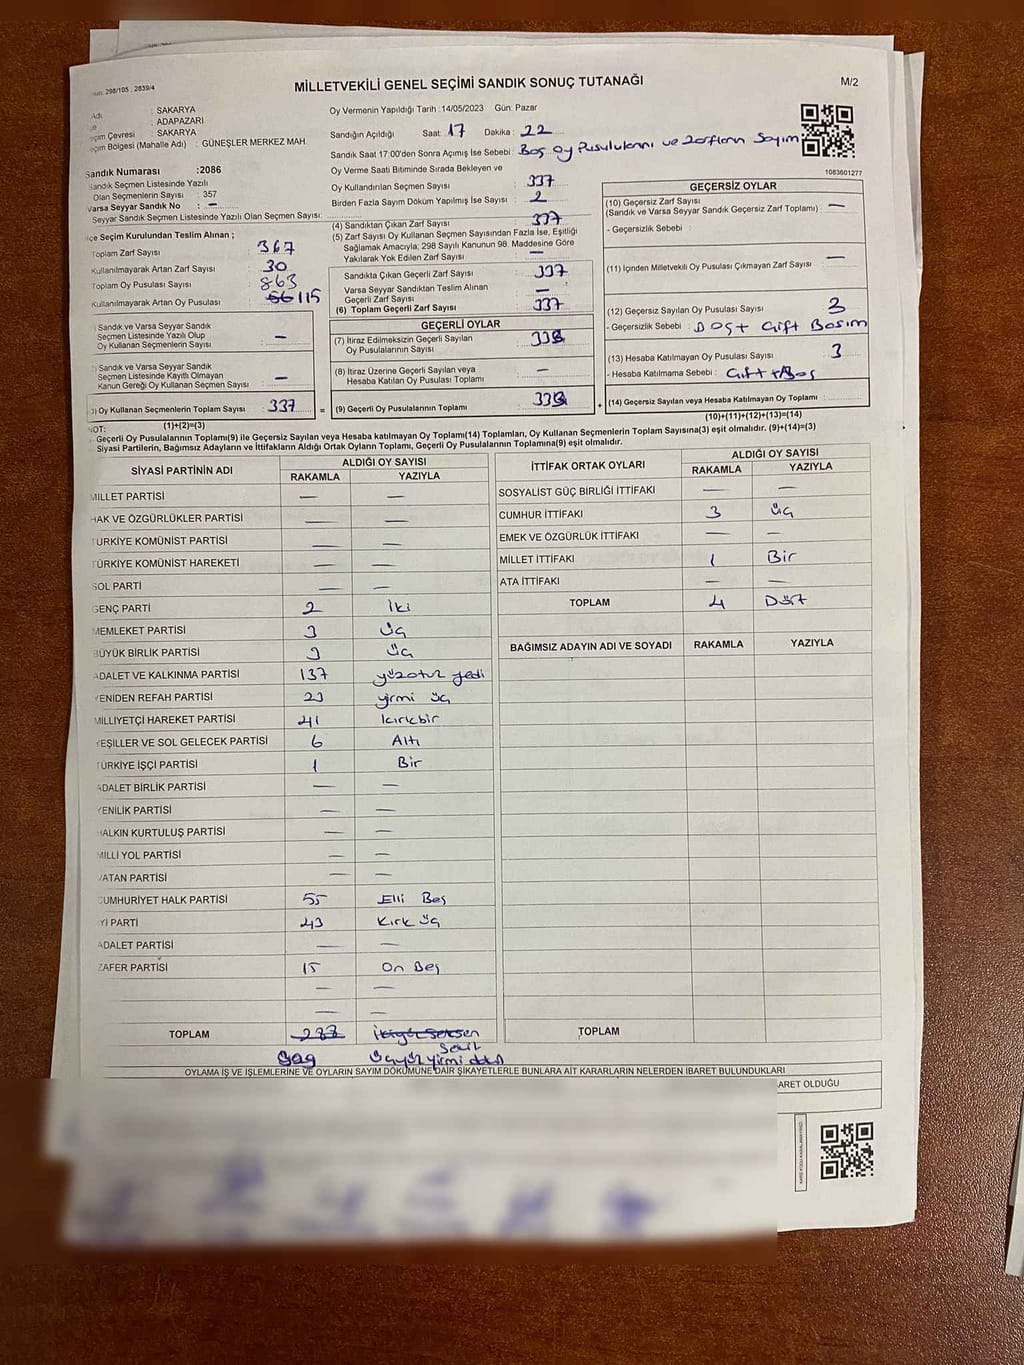 298/105 , 2839/4
MİLLETVEKİLİ GENEL SEÇİMİ SANDIK SONUÇ TUTANAĞI
M/2
Adı : SAKARYA
çe : ADAPAZARI
çim Çevresi : SAKARYA
çim Bölgesi (Mahalle Adı) : GÜNEŞLER MERKEZ MAH.
Oy Vermenin Yapıldığı Tarih :14/05/2023 Gün: Pazar
Sandığın Açıldığı Saat : 17 Dakika : 22
Sandık Saat 17:00'den Sonra Açılmış İse Sebebi : Boş oy Pusulularını ve zarfların Sayım
1083601277
Sandık Numarası :2086
Sandık Seçmen Listesinde Yazılı
Olan Seçmenlerin Sayısı : 357
Varsa Seyyar Sandık No : —
Seyyar Sandık Seçmen Listesinde Yazılı Olan Seçmen Sayısı:
çe Seçim Kurulundan Teslim Alınan ;
Toplam Zarf Sayısı : 367
Kullanılmayarak Artan Zarf Sayısı : 30
Toplam Oy Pusulası Sayısı : 863
Kullanılmayarak Artan Oy Pusulası : 115
) Sandık ve Varsa Seyyar Sandık
Seçmen Listesinde Yazılı Olup
Oy Kullanan Seçmenlerin Sayısı : —
) Sandık ve Varsa Seyyar Sandık
Seçmen Listesinde Kayıtlı Olmayan
Kanun Gereği Oy Kullanan Seçmen Sayısı : —
3) Oy Kullanan Seçmenlerin Toplam Sayısı : 337 =
(1)+(2)=(3)
Oy Verme Saati Bitiminde Sırada Bekleyen ve
Oy Kullandırılan Seçmen Sayısı : 337
Birden Fazla Sayım Döküm Yapılmış İse Sayısı : 2
(4) Sandıktan Çıkan Zarf Sayısı : 337
(5) Zarf Sayısı Oy Kullanan Seçmen Sayısından Fazla İse, Eşitliği
Sağlamak Amacıyla; 298 Sayılı Kanunun 98. Maddesine Göre
Yakılarak Yok Edilen Zarf Sayısı : —
Sandıkta Çıkan Geçerli Zarf Sayısı : 337
Varsa Seyyar Sandıktan Teslim Alınan
Geçerli Zarf Sayısı : —
(6) Toplam Geçerli Zarf Sayısı : 337
GEÇERLİ OYLAR
(7) İtiraz Edilmeksizin Geçerli Sayılan
Oy Pusulalarının Sayısı :
(8) İtiraz Üzerine Geçerli Sayılan veya
Hesaba Katılan Oy Pusulası Toplamı : —
(9) Geçerli Oy Pusulalarının Toplamı : +
GEÇERSİZ OYLAR
(10) Geçersiz Zarf Sayısı
(Sandık ve Varsa Seyyar Sandık Geçersiz Zarf Toplamı) : —
- Geçersizlik Sebebi :
(11) İçinden Milletvekili Oy Pusulası Çıkmayan Zarf Sayısı : —
(12) Geçersiz Sayılan Oy Pusulası Sayısı : 3
- Geçersizlik Sebebi : Boş+ Çift Basım
(13) Hesaba Katılmayan Oy Pusulası Sayısı : 3
- Hesaba Katılmama Sebebi : Çift+Boş
(14) Geçersiz Sayılan veya Hesaba Katılmayan Oy Toplamı :
(10)+(11)+(12)+(13)=(14)
NOT:
- Geçerli Oy Pusulalarının Toplamı(9) ile Geçersiz Sayılan veya Hesaba katılmayan Oy Toplamı(14) Toplamları, Oy Kullanan Seçmenlerin Toplam Sayısına(3) eşit olmalıdır. (9)+(14)=(3)
Siyasi Partilerin, Bağımsız Adayların ve İttifakların Aldığı Ortak Oyların Toplamı, Geçerli Oy Pusulalarının Toplamına(9) eşit olmalıdır.
SİYASİ PARTİNİN ADI ALDIĞI OY SAYISI
RAKAMLA YAZIYLA
MİLLET PARTİSİ — —
HAK VE ÖZGÜRLÜKLER PARTİSİ — —
TÜRKİYE KOMÜNİST PARTİSİ — —
TÜRKİYE KOMÜNİST HAREKETİ — —
SOL PARTİ — —
GENÇ PARTİ 2 İki
MEMLEKET PARTİSİ 3 Üç
BÜYÜK BİRLİK PARTİSİ 3 Üç
ADALET VE KALKINMA PARTİSİ 137 yüzotuz yedi
YENİDEN REFAH PARTİSİ 23 yirmi üç
MİLLİYETÇİ HAREKET PARTİSİ 41 kırkbir
YEŞİLLER VE SOL GELECEK PARTİSİ 6 Altı
TÜRKİYE İŞÇİ PARTİSİ 1 Bir
ADALET BİRLİK PARTİSİ — —
YENİLİK PARTİSİ — —
HALKIN KURTULUŞ PARTİSİ — —
MİLLİ YOL PARTİSİ — —
VATAN PARTİSİ — —
CUMHURİYET HALK PARTİSİ 55 Elli Beş
İYİ PARTİ 43 Kırk üç
ADALET PARTİSİ — —
ZAFER PARTİSİ 15 On Beş
— —
— —
TOPLAM
üçyüz yirmi
İTTİFAK ORTAK OYLARI ALDIĞI OY SAYISI
RAKAMLA YAZIYLA
SOSYALİST GÜÇ BİRLİĞİ İTTİFAKI — —
CUMHUR İTTİFAKI 3 üç
EMEK VE ÖZGÜRLÜK İTTİFAKI — —
MİLLET İTTİFAKI 1 Bir
ATA İTTİFAKI — —
TOPLAM 4 Dört
BAĞIMSIZ ADAYIN ADI VE SOYADI RAKAMLA YAZIYLA
TOPLAM
OYLAMA İŞ VE İŞLEMLERİNE VE OYLARIN SAYIM DÖKÜMÜNE DAİR ŞİKAYETLERLE BUNLARA AİT KARARLARIN NELERDEN İBARET BULUNDUKLARI
ARET OLDUĞU